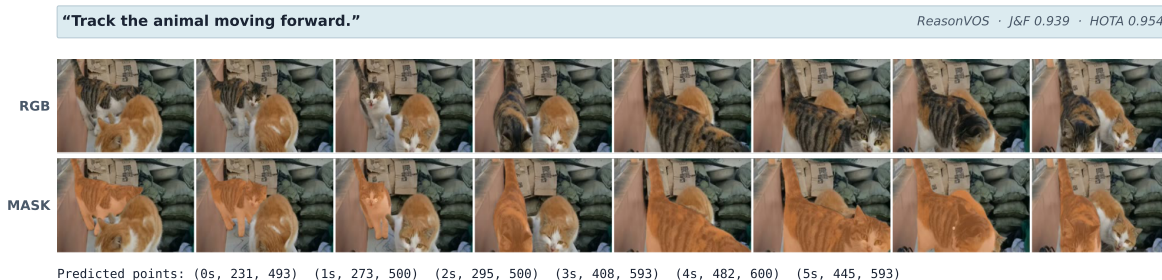 “Track the animal moving forward.”
ReasonVOS · J&F 0.939 · HOTA 0.954
RGB
MASK
Predicted points: (0s, 231, 493) (1s, 273, 500) (2s, 295, 500) (3s, 408, 593) (4s, 482, 600) (5s, 445, 593)